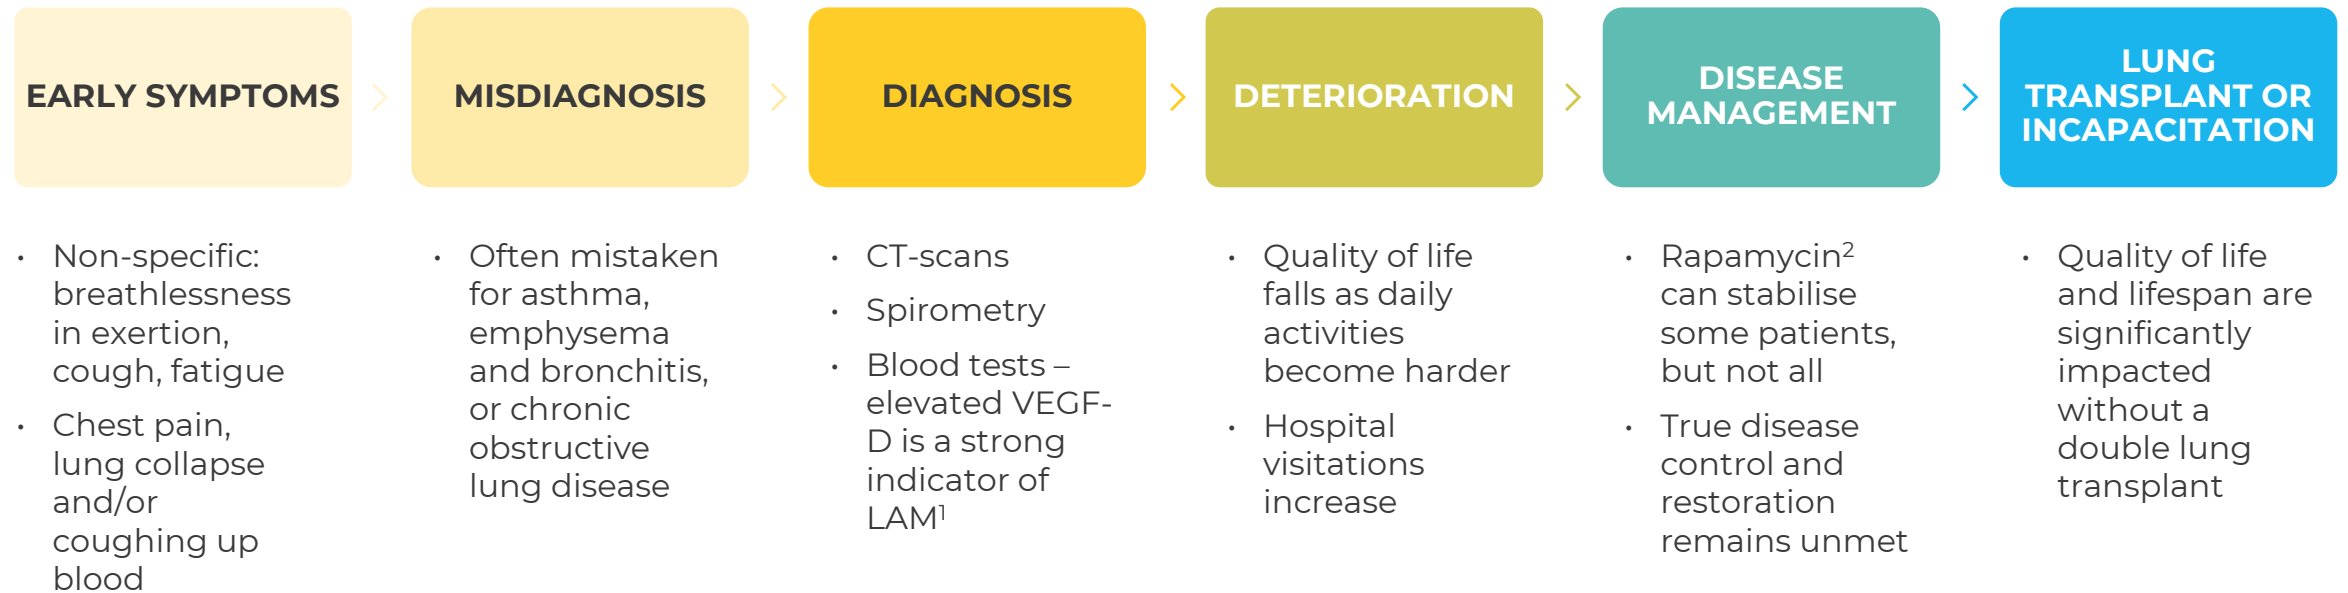 EARLY SYMPTOMS
MISDIAGNOSIS
DIAGNOSIS
DETERIORATION
DISEASE
MANAGEMENT
LUNG
TRANSPLANT OR
INCAPACITATION
• Non-specific:
breathlessness
in exertion,
cough, fatigue
• Chest pain,
lung collapse
and/or
coughing up
blood
• Often mistaken
for asthma,
emphysema
and bronchitis,
or chronic
obstructive
lung disease
• CT-scans
• Spirometry
• Blood tests –
elevated VEGF-
D is a strong
indicator of
LAM¹
• Quality of life
falls as daily
activities
become harder
• Hospital
visitations
increase
• Rapamycin²
can stabilise
some patients,
but not all
• True disease
control and
restoration
remains unmet
• Quality of life
and lifespan are
significantly
impacted
without a
double lung
transplant